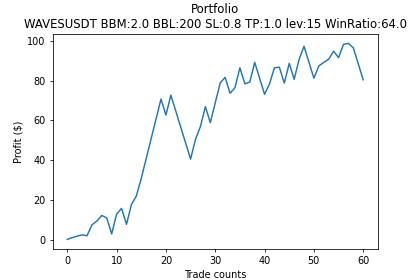 Portfolio
WAVESUSDT BBM:2.0 BBL:200 SL:0.8 TP:1.0 lev:15 WinRatio:64.0
100
80
60
40
20
0
Profit ($)
0 10 20 30 40 50 60
Trade counts